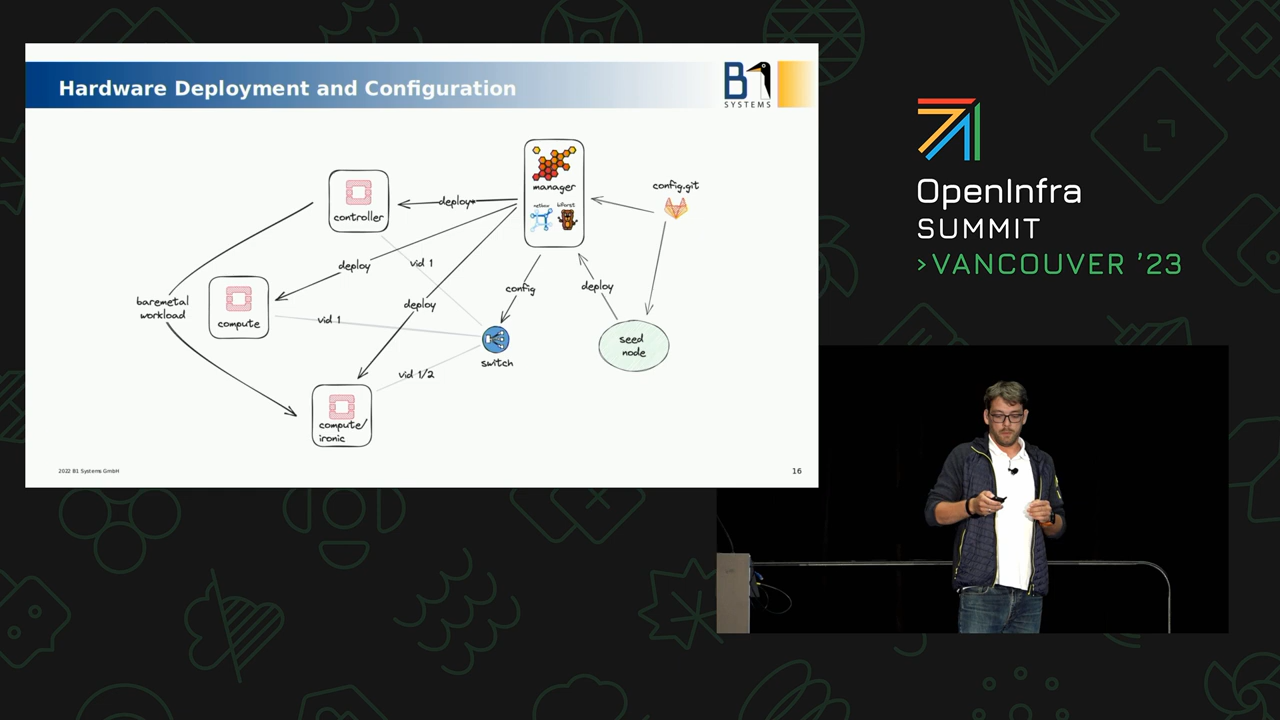 Hardware Deployment and Configuration
B1
SYSTEMS
manager
netbox
bifrost
config.git
controller
deploy
deploy
vid 1
deploy
config
deploy
baremetal
workload
compute
vid 1
switch
seed
node
vid 1/2
compute/
ironic
2022 B1 Systems GmbH
16
OpenInfra
SUMMIT
>VANCOUVER '23